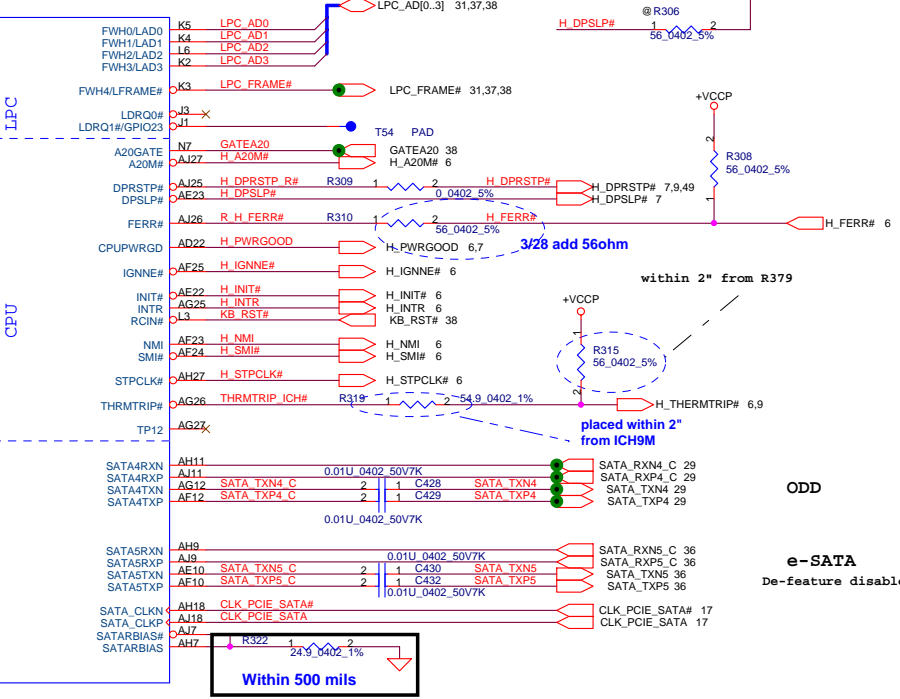 LPC_AD[0..3] 31,37,38
@ R306
H_DPSLP# 1 2
56_0402_5%
FWH0/LAD0 K5 LPC_AD0
FWH1/LAD1 K4 LPC_AD1
FWH2/LAD2 L6 LPC_AD2
FWH3/LAD3 K2 LPC_AD3
LPC
FWH4/LFRAME# K3 LPC_FRAME# LPC_FRAME# 31,37,38
+VCCP
LDRQ0# J3
LDRQ1#/GPIO23 J1
T54 PAD
A20GATE N7 GATEA20 GATEA20 38
A20M# AJ27 H_A20M# H_A20M# 6
2
R308
56_0402_5%
1
DPRSTP# AJ25 H_DPRSTP_R# R309 1 2 H_DPRSTP# H_DPRSTP# 7,9,49
DPSLP# AE23 H_DPSLP# 0_0402_5% H_DPSLP# 7
FERR# AJ26 R_H_FERR# R310 1 2 H_FERR# H_FERR# 6
56_0402_5%
3/28 add 56ohm
CPUPWRGD AD22 H_PWRGOOD H_PWRGOOD 6,7
IGNNE# AF25 H_IGNNE# H_IGNNE# 6
within 2" from R379
CPU
INIT# AE22 H_INIT# H_INIT# 6
INTR AG25 H_INTR H_INTR 6
RCIN# L3 KB_RST# KB_RST# 38
+VCCP
1
R315
56_0402_5%
2
NMI AF23 H_NMI H_NMI 6
SMI# AF24 H_SMI# H_SMI# 6
STPCLK# AH27 H_STPCLK# H_STPCLK# 6
THRMTRIP# AG26 THRMTRIP_ICH# R319 1 2 54.9_0402_1% H_THERMTRIP# 6,9
placed within 2"
from ICH9M
TP12 AG27
SATA4RXN AH11 SATA_RXN4_C 29
SATA4RXP AJ11 0.01U_0402_50V7K SATA_RXP4_C 29
SATA4TXN AG12 SATA_TXN4_C 2 1 C428 SATA_TXN4 SATA_TXN4 29
SATA4TXP AF12 SATA_TXP4_C 2 1 C429 SATA_TXP4 SATA_TXP4 29
0.01U_0402_50V7K
ODD
SATA5RXN AH9 SATA_RXN5_C 36
SATA5RXP AJ9 0.01U_0402_50V7K SATA_RXP5_C 36
SATA5TXN AE10 SATA_TXN5_C 2 1 C430 SATA_TXN5 SATA_TXN5 36
SATA5TXP AF10 SATA_TXP5_C 2 1 C432 SATA_TXP5 SATA_TXP5 36
0.01U_0402_50V7K
e-SATA
De-feature disable
SATA_CLKN AH18 CLK_PCIE_SATA# CLK_PCIE_SATA# 17
SATA_CLKP AJ18 CLK_PCIE_SATA CLK_PCIE_SATA 17
SATARBIAS# AJ7
SATARBIAS AH7 R322 1 2
24.9_0402_1%
Within 500 mils